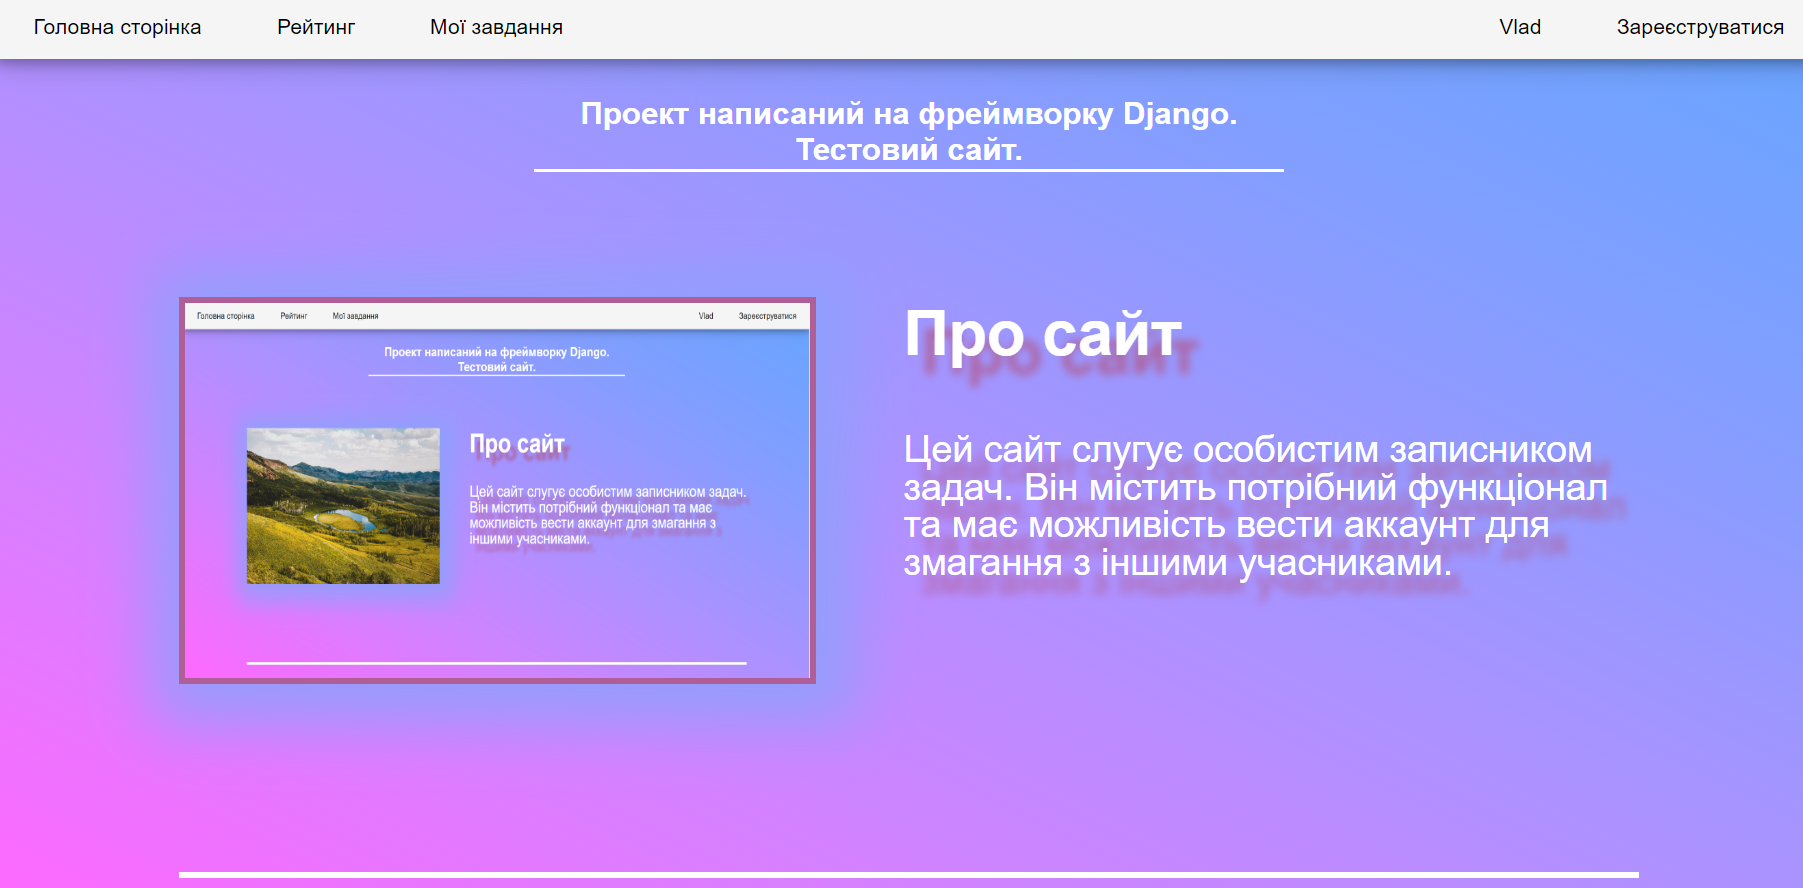 Головна сторінка Рейтинг Мої завдання Vlad Зареєструватися
Проект написаний на фреймворку Django.
Тестовий сайт.
Головна сторінка Рейтинг Мої завдання Vlad Зареєструватися
Проект написаний на фреймворку Django.
Тестовий сайт.
Про сайт
Цей сайт слугує особистим записником задач.
Він містить потрібний функціонал та має
можливість вести аккаунт для змагання з
іншими учасниками.
Про сайт
Цей сайт слугує особистим записником
задач. Він містить потрібний функціонал
та має можливість вести аккаунт для
змагання з іншими учасниками.